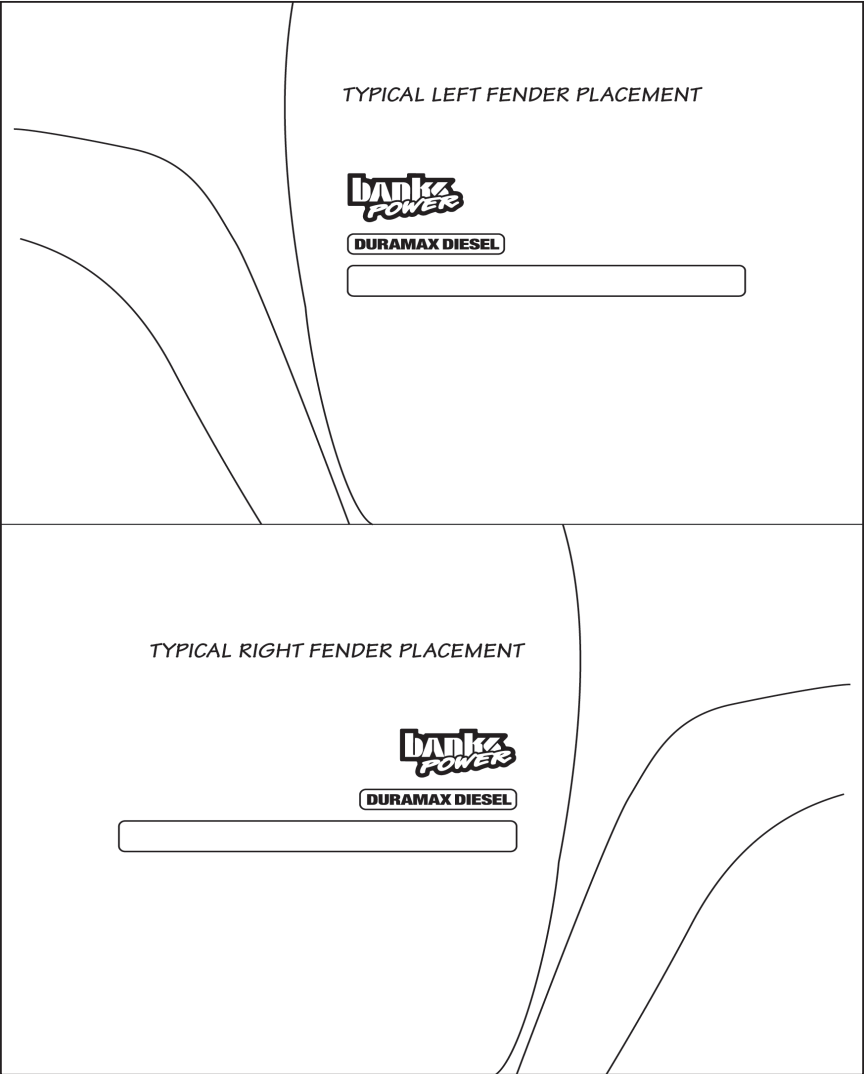 TYPICAL LEFT FENDER PLACEMENT
banks
POWER
DURAMAX DIESEL
TYPICAL RIGHT FENDER PLACEMENT
banks
POWER
DURAMAX DIESEL